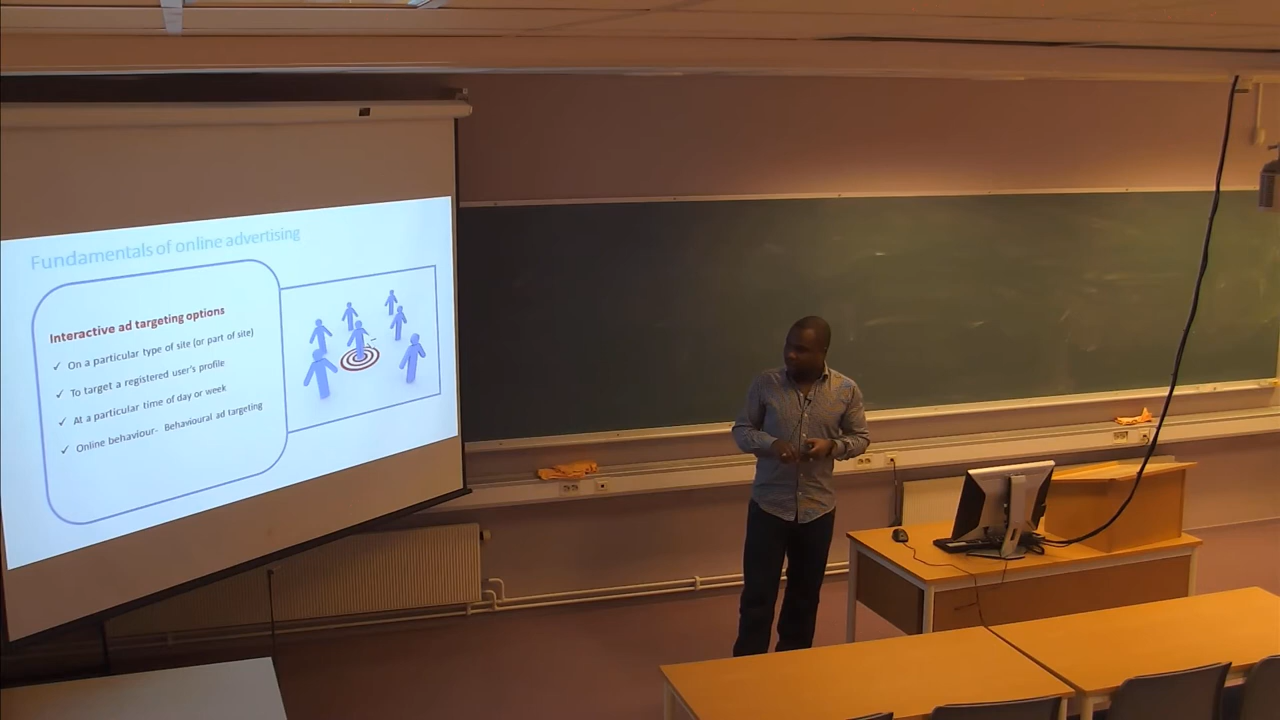 Fundamentals of online advertising
Interactive ad targeting options
✓ On a particular type of site (or part of site)
✓ To target a registered user's profile
✓ At a particular time of day or week
✓ Online behaviour- Behavioural ad targeting